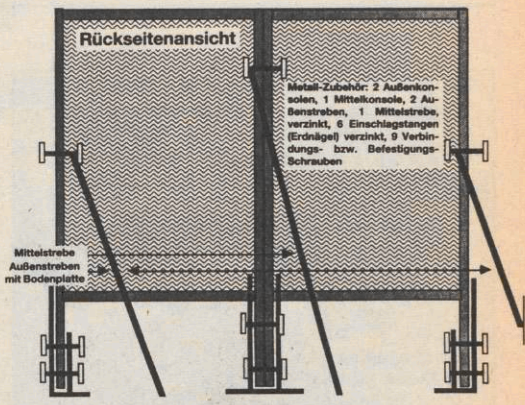 Rückseitenansicht
Metall-Zubehör: 2 Außenkon-
solen, 1 Mittelkonsole, 2 Au-
ßenstreben, 1 Mittelstrebe,
verzinkt, 6 Einschlagstangen
(Erdnägel) verzinkt, 9 Verbin-
dungs- bzw. Befestigungs-
Schrauben
Mittelstrebe
Außenstreben
mit Bodenplatte